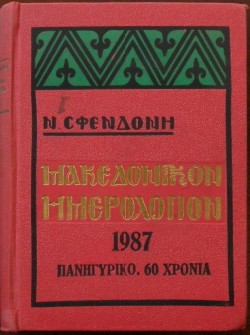 Ν. ΣΦΕΝΔΟΝΗ
ΜΑΚΕΔΟΝΙΚΟΝ
ΗΜΕΡΟΛΟΓΙΟΝ
1987
ΠΑΝΗΓΥΡΙΚΟ. 60 ΧΡΟΝΙΑ